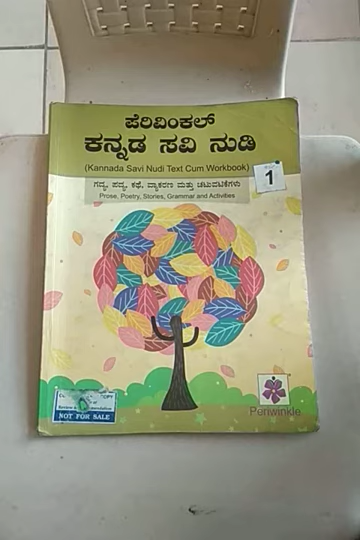 ಪೆರಿವಿಂಕಲ್
ಕನ್ನಡ ಸವಿ ನುಡಿ
(Kannada Savi Nudi Text Cum Workbook)
1
ಗದ್ಯ, ಪದ್ಯ, ಕಥೆ, ವ್ಯಾಕರಣ ಮತ್ತು ಚಟುವಟಿಕೆಗಳು
Prose, Poetry, Stories, Grammar and Activities
NOT FOR SALE
Periwinkle